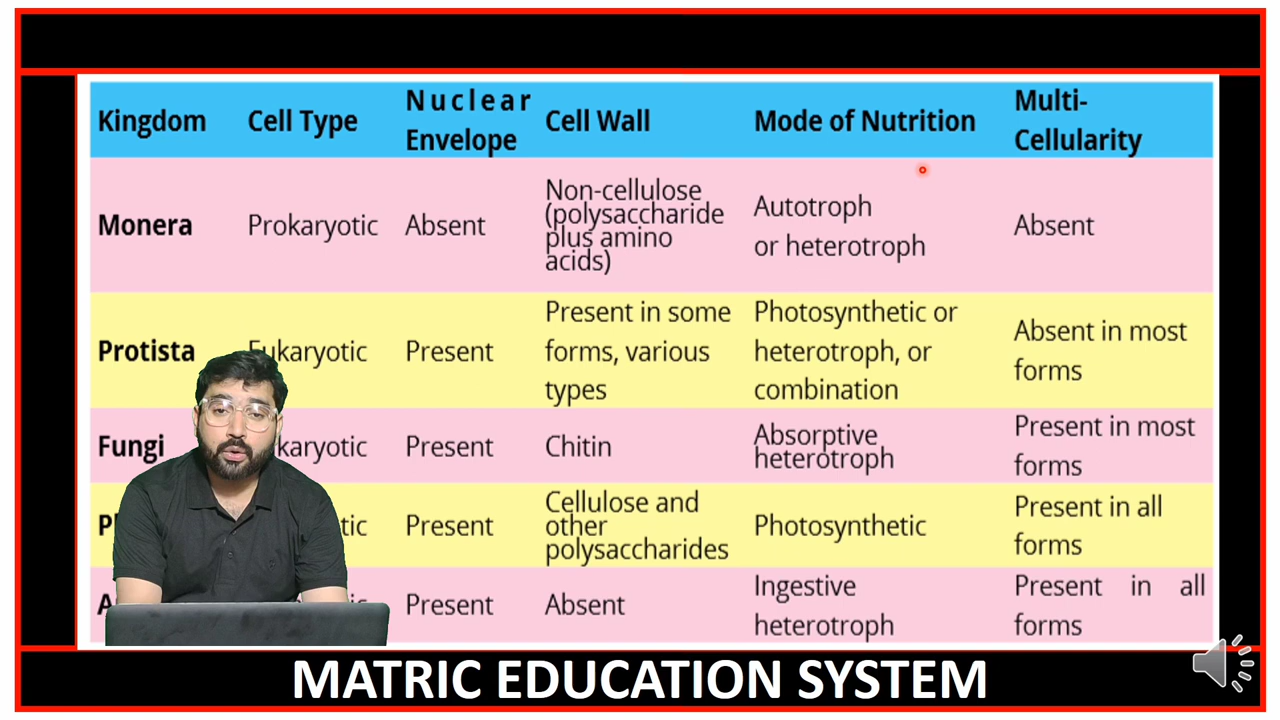 Kingdom
Cell Type
Nuclear
Envelope
Cell Wall
Mode of Nutrition
Multi-
Cellularity
Monera
Prokaryotic
Absent
Non-cellulose
(polysaccharide
plus amino
acids)
Autotroph
or heterotroph
Absent
Protista
Eukaryotic
Present
Present in some
forms, various
types
Photosynthetic or
heterotroph, or
combination
Absent in most
forms
Fungi
Present
Chitin
Absorptive
heterotroph
Present in most
forms
Present
Cellulose and
other
polysaccharides
Photosynthetic
Present in all
forms
Present
Absent
Ingestive
heterotroph
Present in all
forms
MATRIC EDUCATION SYSTEM